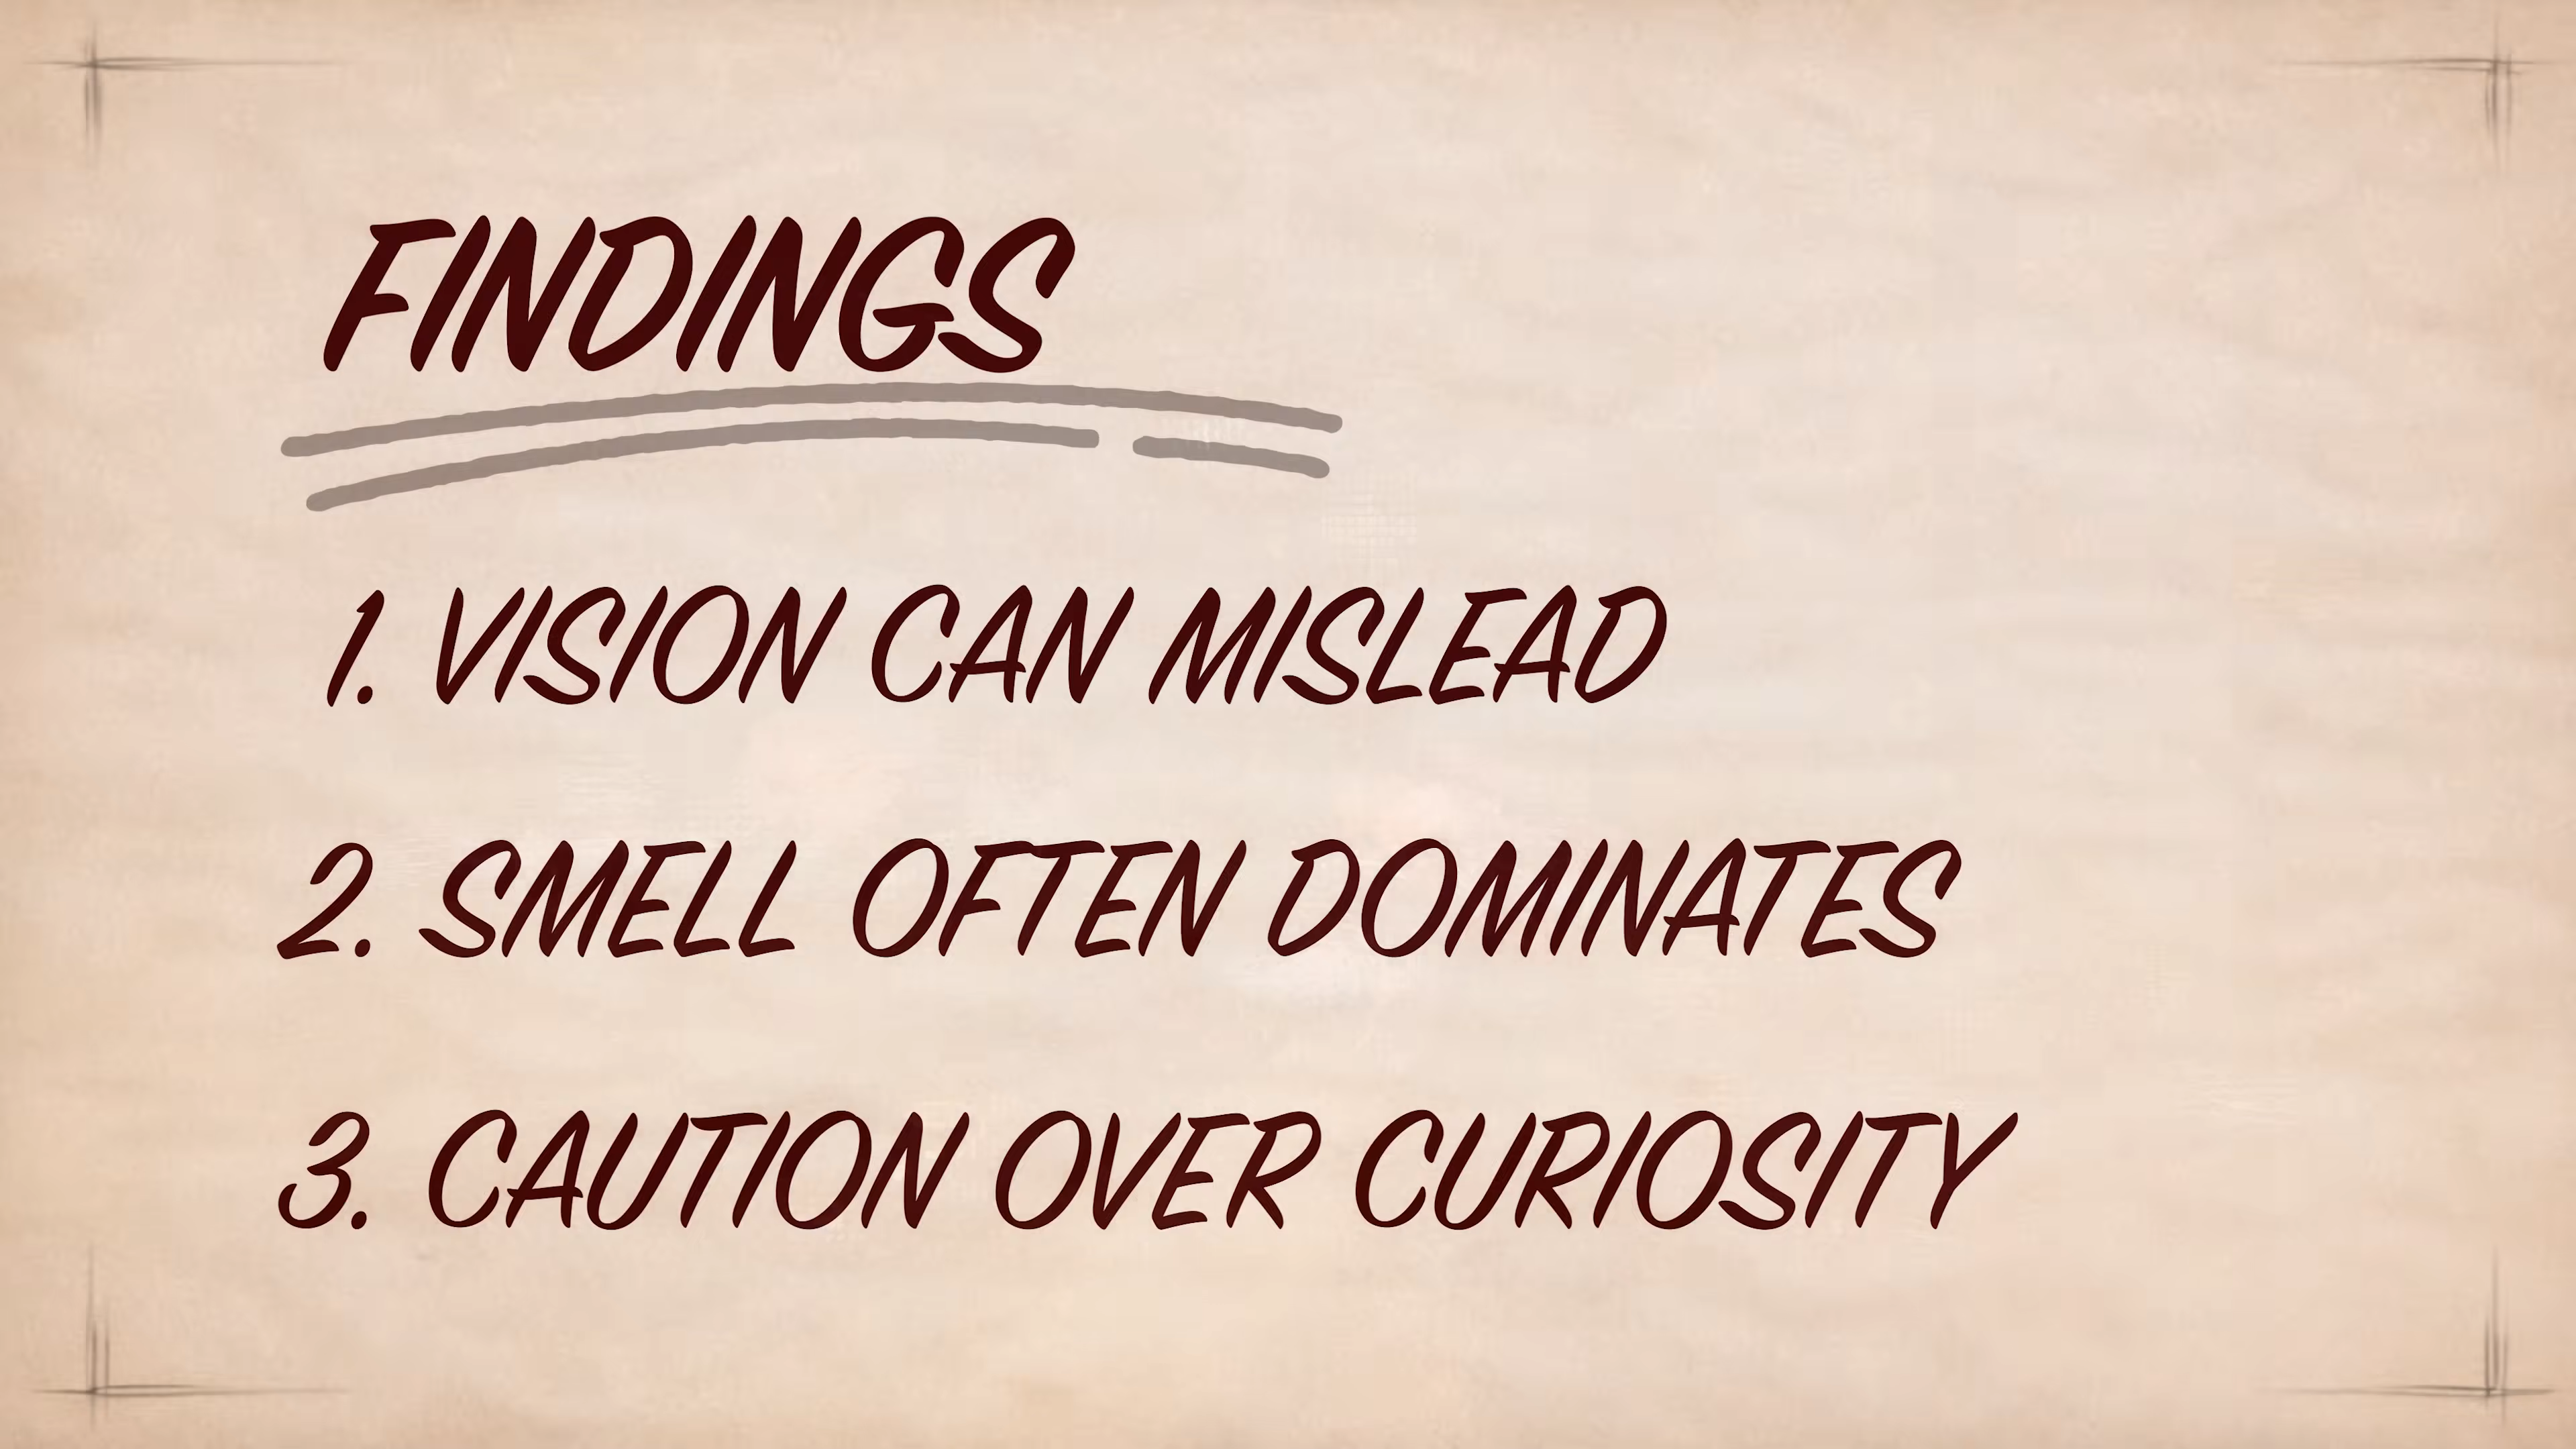 FINDINGS
1. VISION CAN MISLEAD
2. SMELL OFTEN DOMINATES
3. CAUTION OVER CURIOSITY